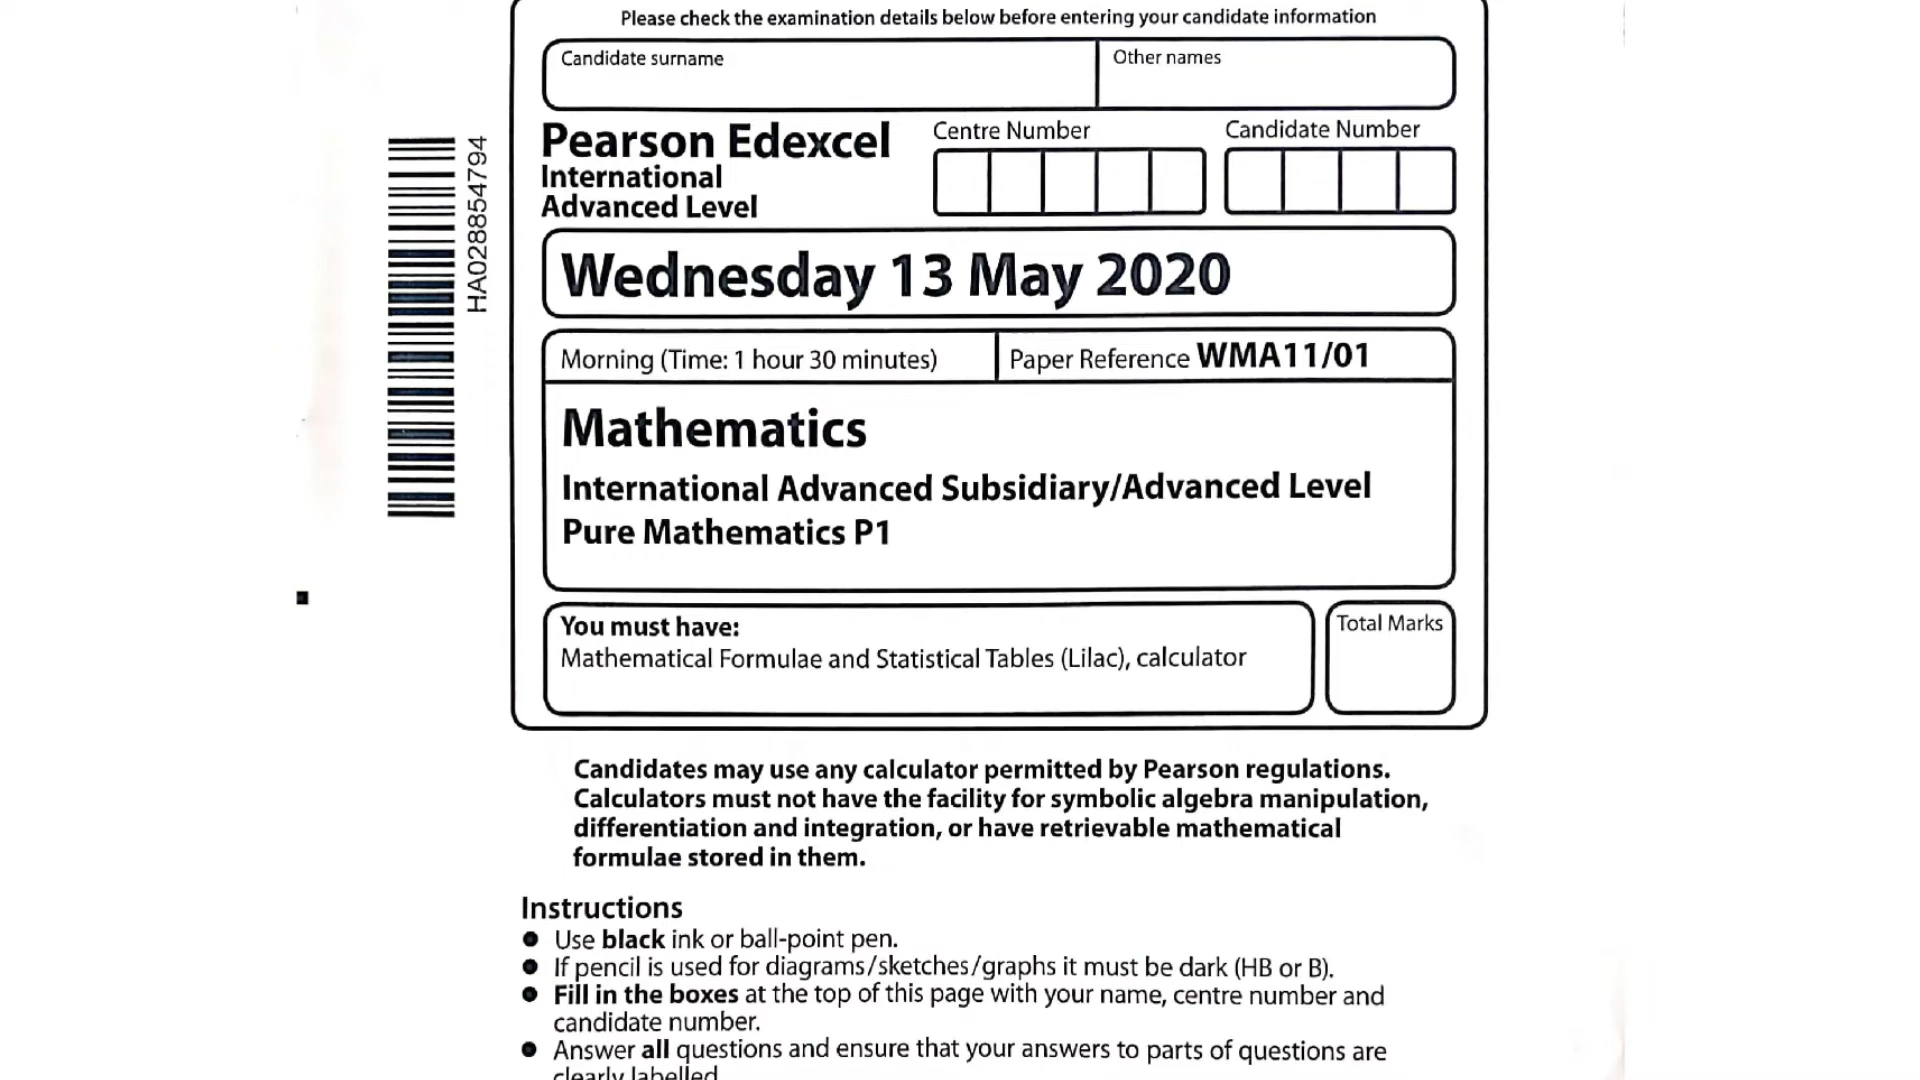 Please check the examination details below before entering your candidate information
Candidate surname
Other names
Pearson Edexcel
International
Advanced Level
Centre Number
Candidate Number
HA028854794
Wednesday 13 May 2020
Morning (Time: 1 hour 30 minutes)
Paper Reference WMA11/01
Mathematics
International Advanced Subsidiary/Advanced Level
Pure Mathematics P1
You must have:
Mathematical Formulae and Statistical Tables (Lilac), calculator
Total Marks
Candidates may use any calculator permitted by Pearson regulations.
Calculators must not have the facility for symbolic algebra manipulation,
differentiation and integration, or have retrievable mathematical
formulae stored in them.
Instructions
● Use black ink or ball-point pen.
● If pencil is used for diagrams/sketches/graphs it must be dark (HB or B).
● Fill in the boxes at the top of this page with your name, centre number and
candidate number.
● Answer all questions and ensure that your answers to parts of questions are
clearly labelled